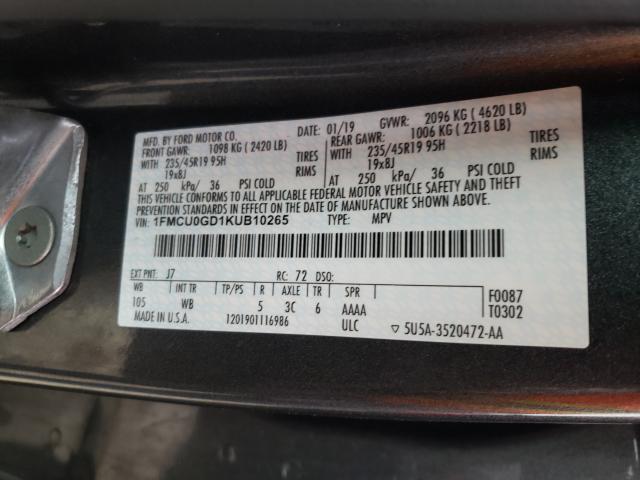 MFD. BY FORD MOTOR CO.
01/19 GVWR: 2096 KG ( 4620 LB)
FRONT GAWR: 1098 KG ( 2420 LB)
REAR GAWR: 1006 KG ( 2218 LB)
WITH 235/45R19 95H TIRES
WITH 235/45R19 95H TIRES
19x8J RIMS
19x8J RIMS
AT 250 kPa/ 36 PSI COLD
AT 250 kPa/ 36 PSI COLD
THIS VEHICLE CONFORMS TO ALL APPLICABLE FEDERAL MOTOR VEHICLE SAFETY AND THEFT
PREVENTION STANDARDS IN EFFECT ON THE DATE OF MANUFACTURE SHOWN ABOVE.
VIN: 1FMCU0GD1KUB10265 MPV
EXT PNT: J7 RC: 72 DSO:
WB INT TR TP/PS R AXLE TR SPR
105 WB 5 3C 6 AAAA
F0087
T0302
MADE IN U.S.A. 1201901116986 ULC
5U5A-3520472-AA